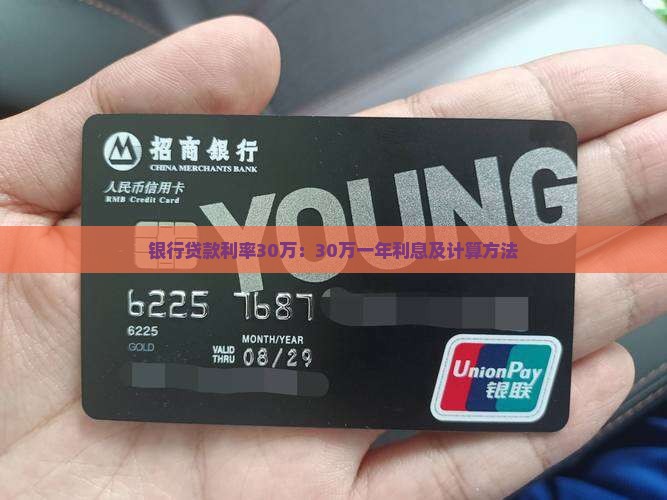 招商银行
CHINA MERCHANTS BANK
人民币信用卡
RMB Credit Card
YOUNG
银行贷款利率30万：30万一年利息及计算方法
6225 7687
6225
GOLD
MONTH/YEAR
VALID
THRU
08/29
UnionPay
银联